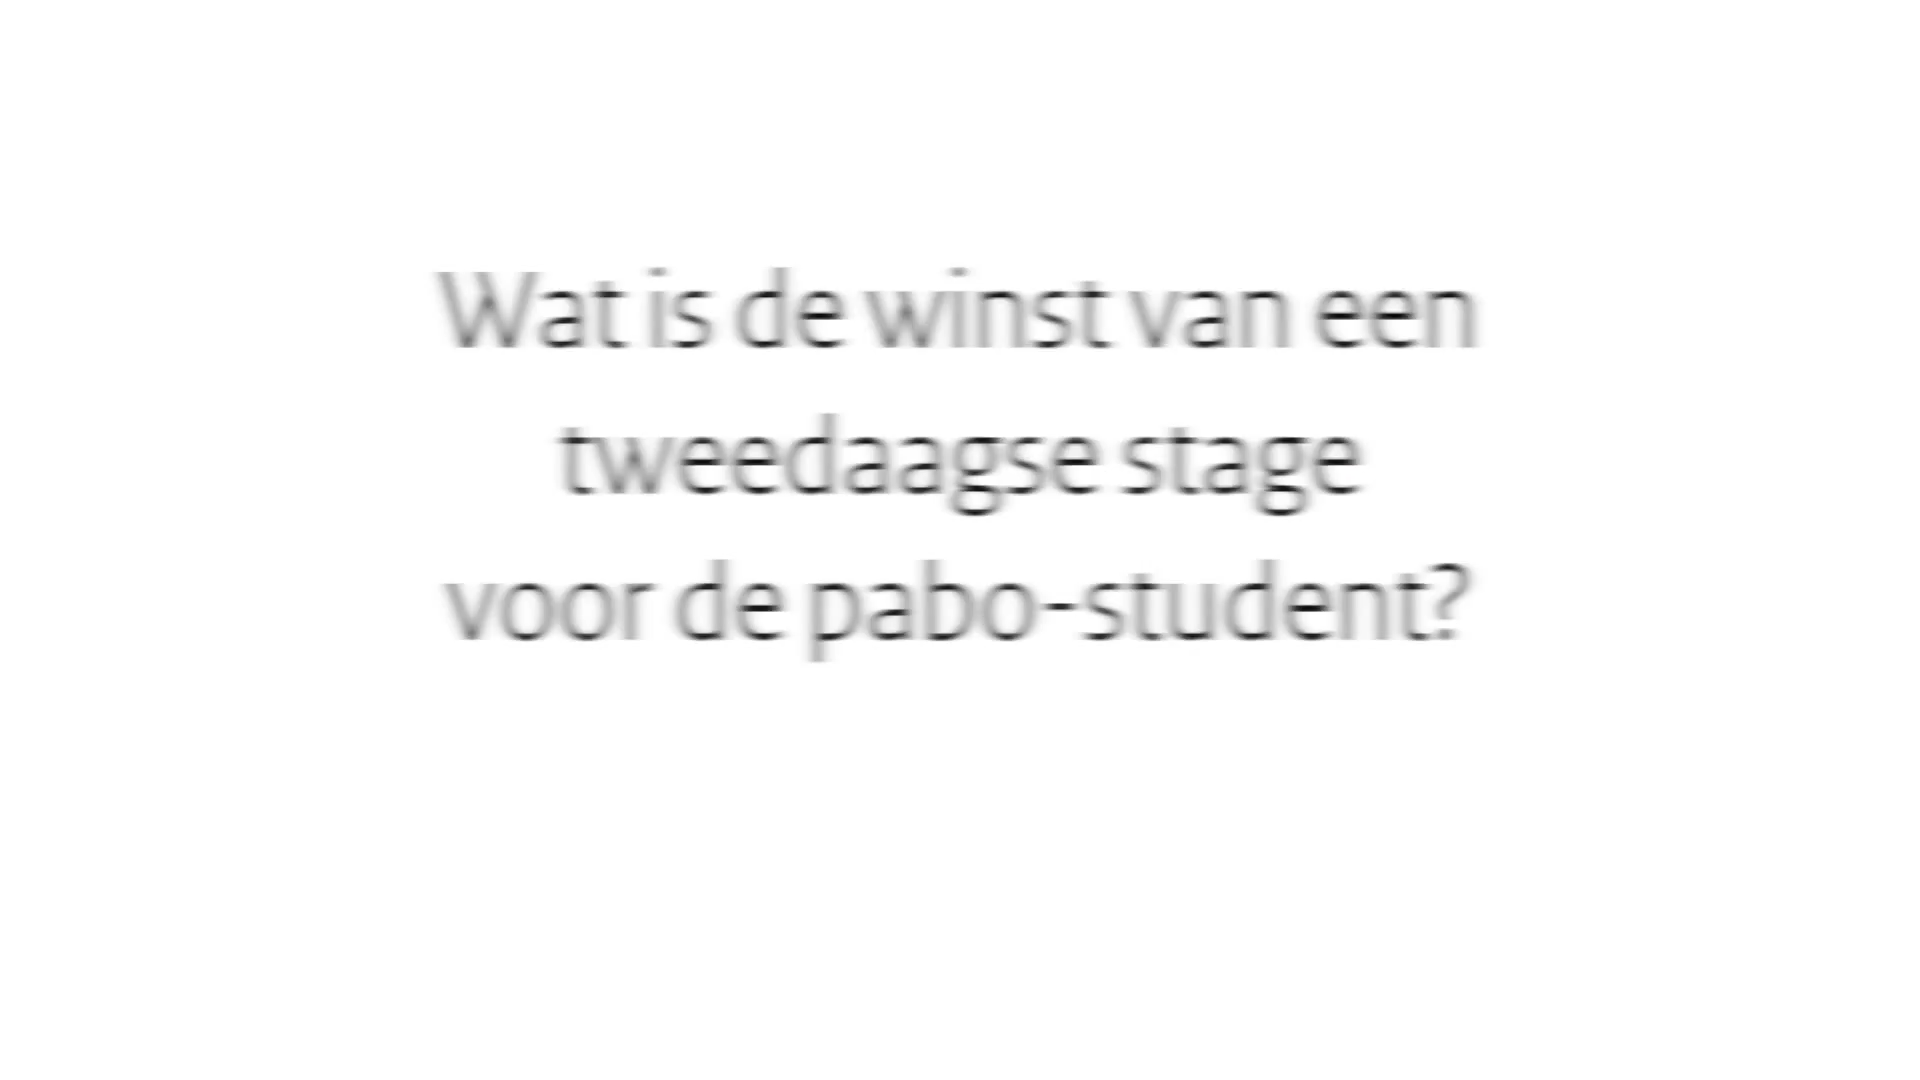 Wat is de winst van een
tweedaagse stage
voor de pabo-student?